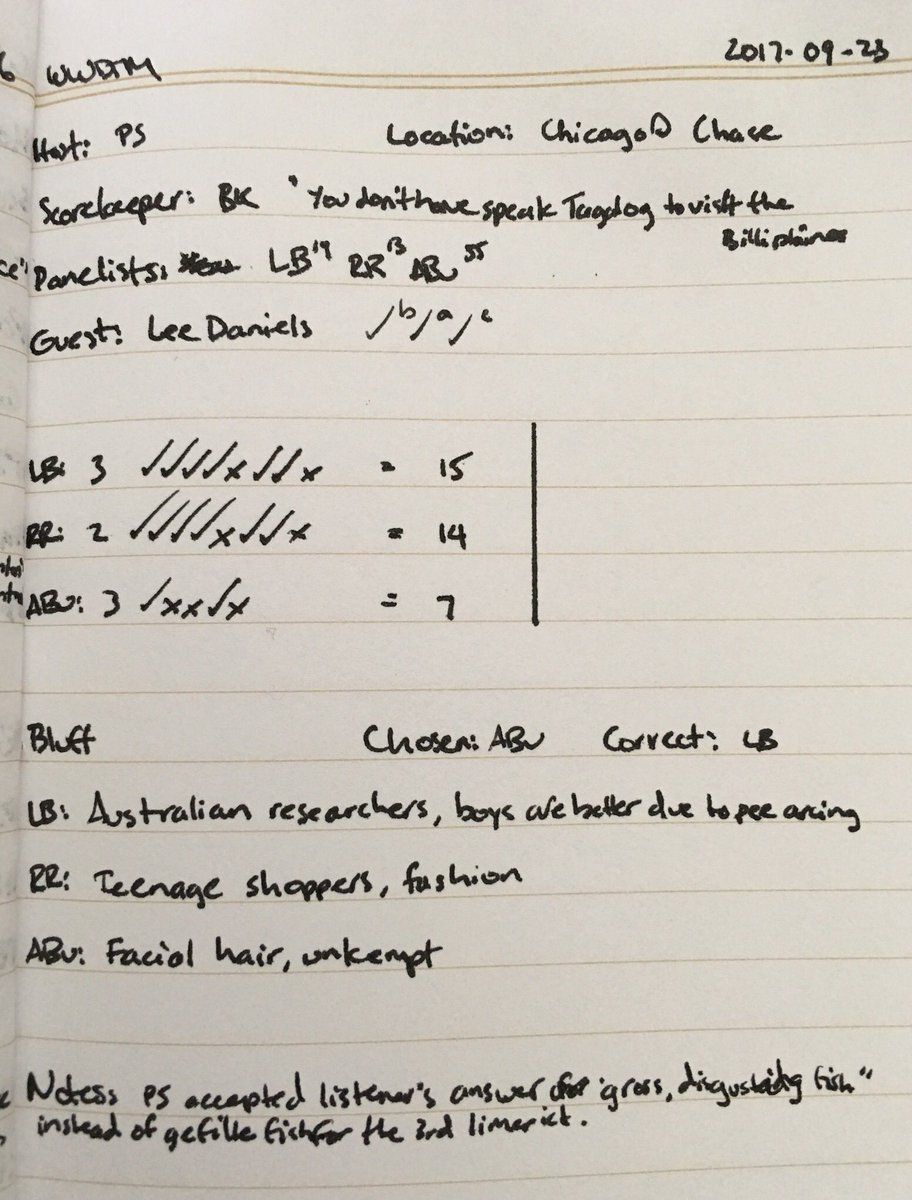 WWDTM 2017-09-23
Host: PS Location: Chicago Chase
Scorekeeper: BK "You don't have speak Tagalog to visit the
Billipines
Panelists: LB'19 RR'13 ABu'55
Guest: Lee Daniels ✓b ✓a ✓c
LB: 3 ✓✓✓✓x✓✓x = 15
RR: 2 ✓✓✓✓x✓✓x = 14
ABu: 3 ✓xx✓x = 7
Bluff Chosen: ABu Correct: LB
LB: Australian researchers, boys are better due to pee arcing
RR: Teenage shoppers, fashion
ABu: Facial hair, unkempt
Notes: PS accepted listener's answer of "gross, disgusting fish"
instead of gefilte fish for the 3rd limerick.